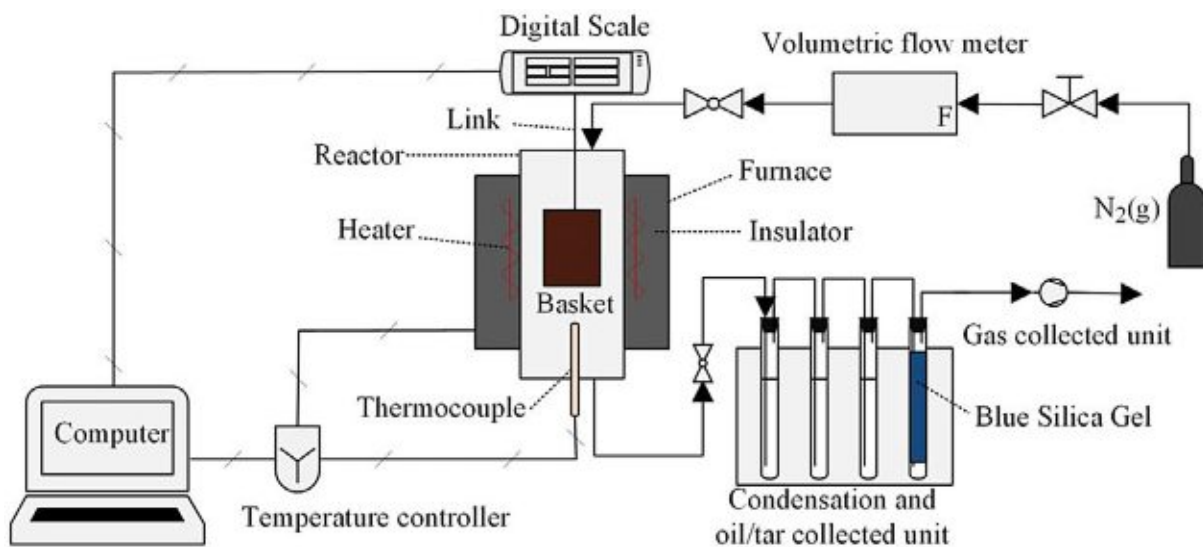 Digital Scale
Volumetric flow meter
Link
F
Reactor
Furnace
N₂(g)
Heater
Insulator
Basket
Gas collected unit
Thermocouple
Blue Silica Gel
Computer
Temperature controller
Condensation and
oil/tar collected unit